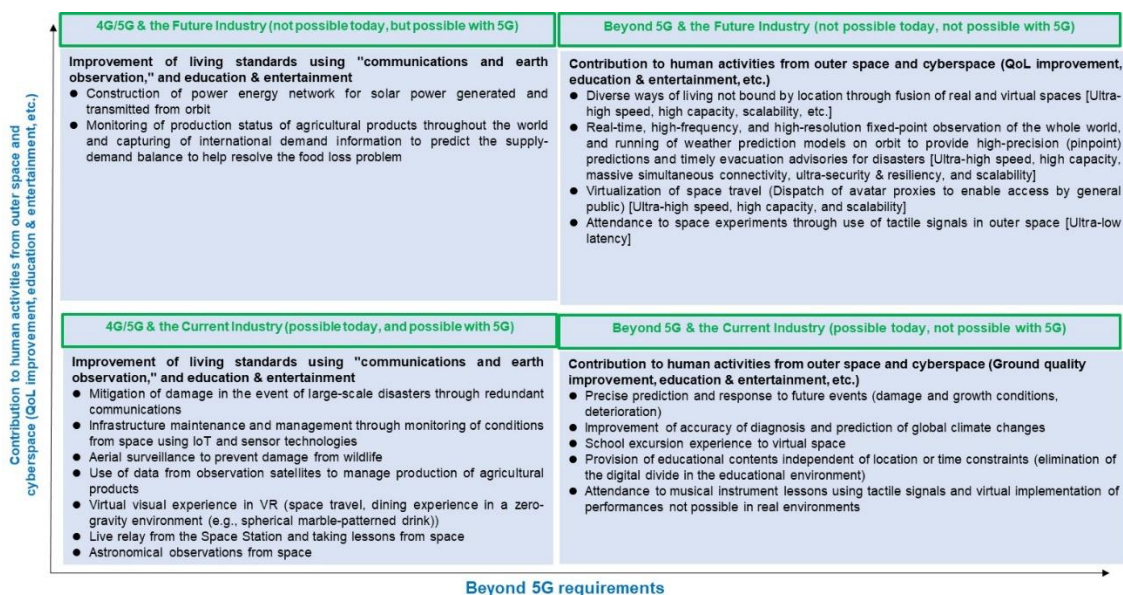 Contribution to human activities from outer space and
cyberspace (QoL improvement, education & entertainment, etc.)
4G/5G & the Future Industry (not possible today, but possible with 5G)
Improvement of living standards using "communications and earth
observation," and education & entertainment
● Construction of power energy network for solar power generated and
transmitted from orbit
● Monitoring of production status of agricultural products throughout the world
and capturing of international demand information to predict the supply-
demand balance to help resolve the food loss problem
Beyond 5G & the Future Industry (not possible today, not possible with 5G)
Contribution to human activities from outer space and cyberspace (QoL improvement,
education & entertainment, etc.)
● Diverse ways of living not bound by location through fusion of real and virtual spaces [Ultra-
high speed, high capacity, scalability, etc.]
● Real-time, high-frequency, and high-resolution fixed-point observation of the whole world,
and running of weather prediction models on orbit to provide high-precision (pinpoint)
predictions and timely evacuation advisories for disasters [Ultra-high speed, high capacity,
massive simultaneous connectivity, ultra-security & resiliency, and scalability]
● Virtualization of space travel (Dispatch of avatar proxies to enable access by general
public) [Ultra-high speed, high capacity, and scalability]
● Attendance to space experiments through use of tactile signals in outer space [Ultra-low
latency]
4G/5G & the Current Industry (possible today, and possible with 5G)
Improvement of living standards using "communications and earth
observation," and education & entertainment
● Mitigation of damage in the event of large-scale disasters through redundant
communications
● Infrastructure maintenance and management through monitoring of conditions
from space using IoT and sensor technologies
● Aerial surveillance to prevent damage from wildlife
● Use of data from observation satellites to manage production of agricultural
products
● Virtual visual experience in VR (space travel, dining experience in a zero-
gravity environment (e.g., spherical marble-patterned drink))
● Live relay from the Space Station and taking lessons from space
● Astronomical observations from space
Beyond 5G & the Current Industry (possible today, not possible with 5G)
Contribution to human activities from outer space and cyberspace (Ground quality
improvement, education & entertainment, etc.)
● Precise prediction and response to future events (damage and growth conditions,
deterioration)
● Improvement of accuracy of diagnosis and prediction of global climate changes
● School excursion experience to virtual space
● Provision of educational contents independent of location or time constraints (elimination of
the digital divide in the educational environment)
● Attendance to musical instrument lessons using tactile signals and virtual implementation of
performances not possible in real environments
Beyond 5G requirements